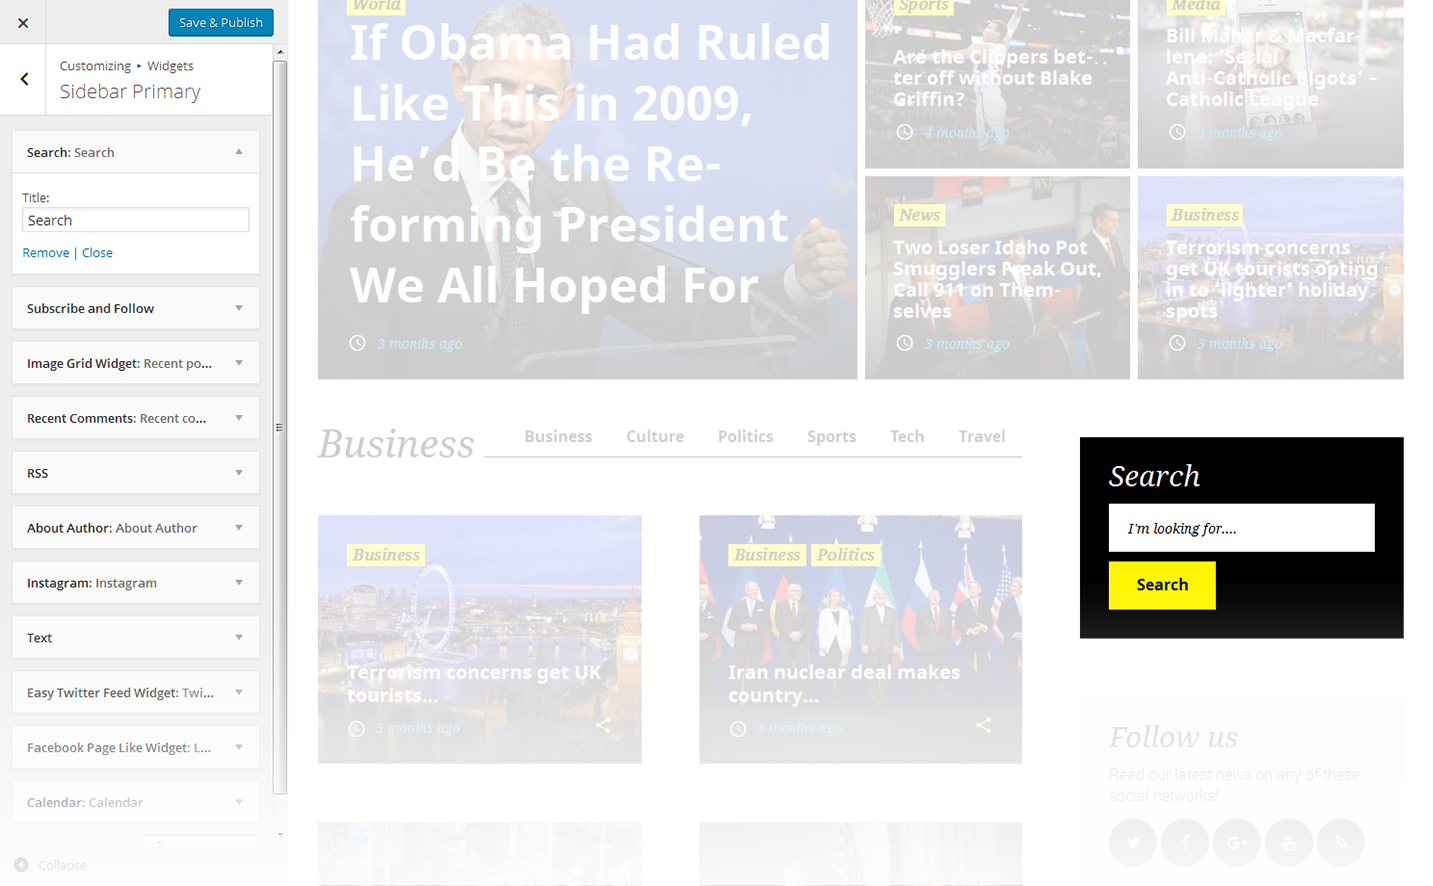 Save & Publish
Customizing ▸ Widgets
Sidebar Primary
Search: Search
Title:
Search
Remove | Close
Subscribe and Follow
Image Grid Widget: Recent po...
Recent Comments: Recent co...
RSS
About Author: About Author
Instagram: Instagram
Text
Easy Twitter Feed Widget: Twi...
Facebook Page Like Widget: L...
Calendar: Calendar
Collapse
World
If Obama Had Ruled
Like This in 2009,
He’d Be the Re-
forming President
We All Hoped For
3 months ago
Sports
Are the Clippers bet-
ter off without Blake
Griffin?
4 months ago
Media
Bill Maher & Macfar-
lene: ‘Serial
Anti-Catholic Bigots’ –
Catholic League
3 months ago
News
Two Loser Idaho Pot
Smugglers Freak Out,
Call 911 on Them-
selves
3 months ago
Business
Terrorism concerns
get UK tourists opting
in to ‘lighter’ holiday
spots
3 months ago
Business
Business Culture Politics Sports Tech Travel
Business
Terrorism concerns get UK
tourists...
3 months ago
Business Politics
Iran nuclear deal makes
country...
3 months ago
Search
I'm looking for....
Search
Follow us
Read our latest news on any of these
social networks!